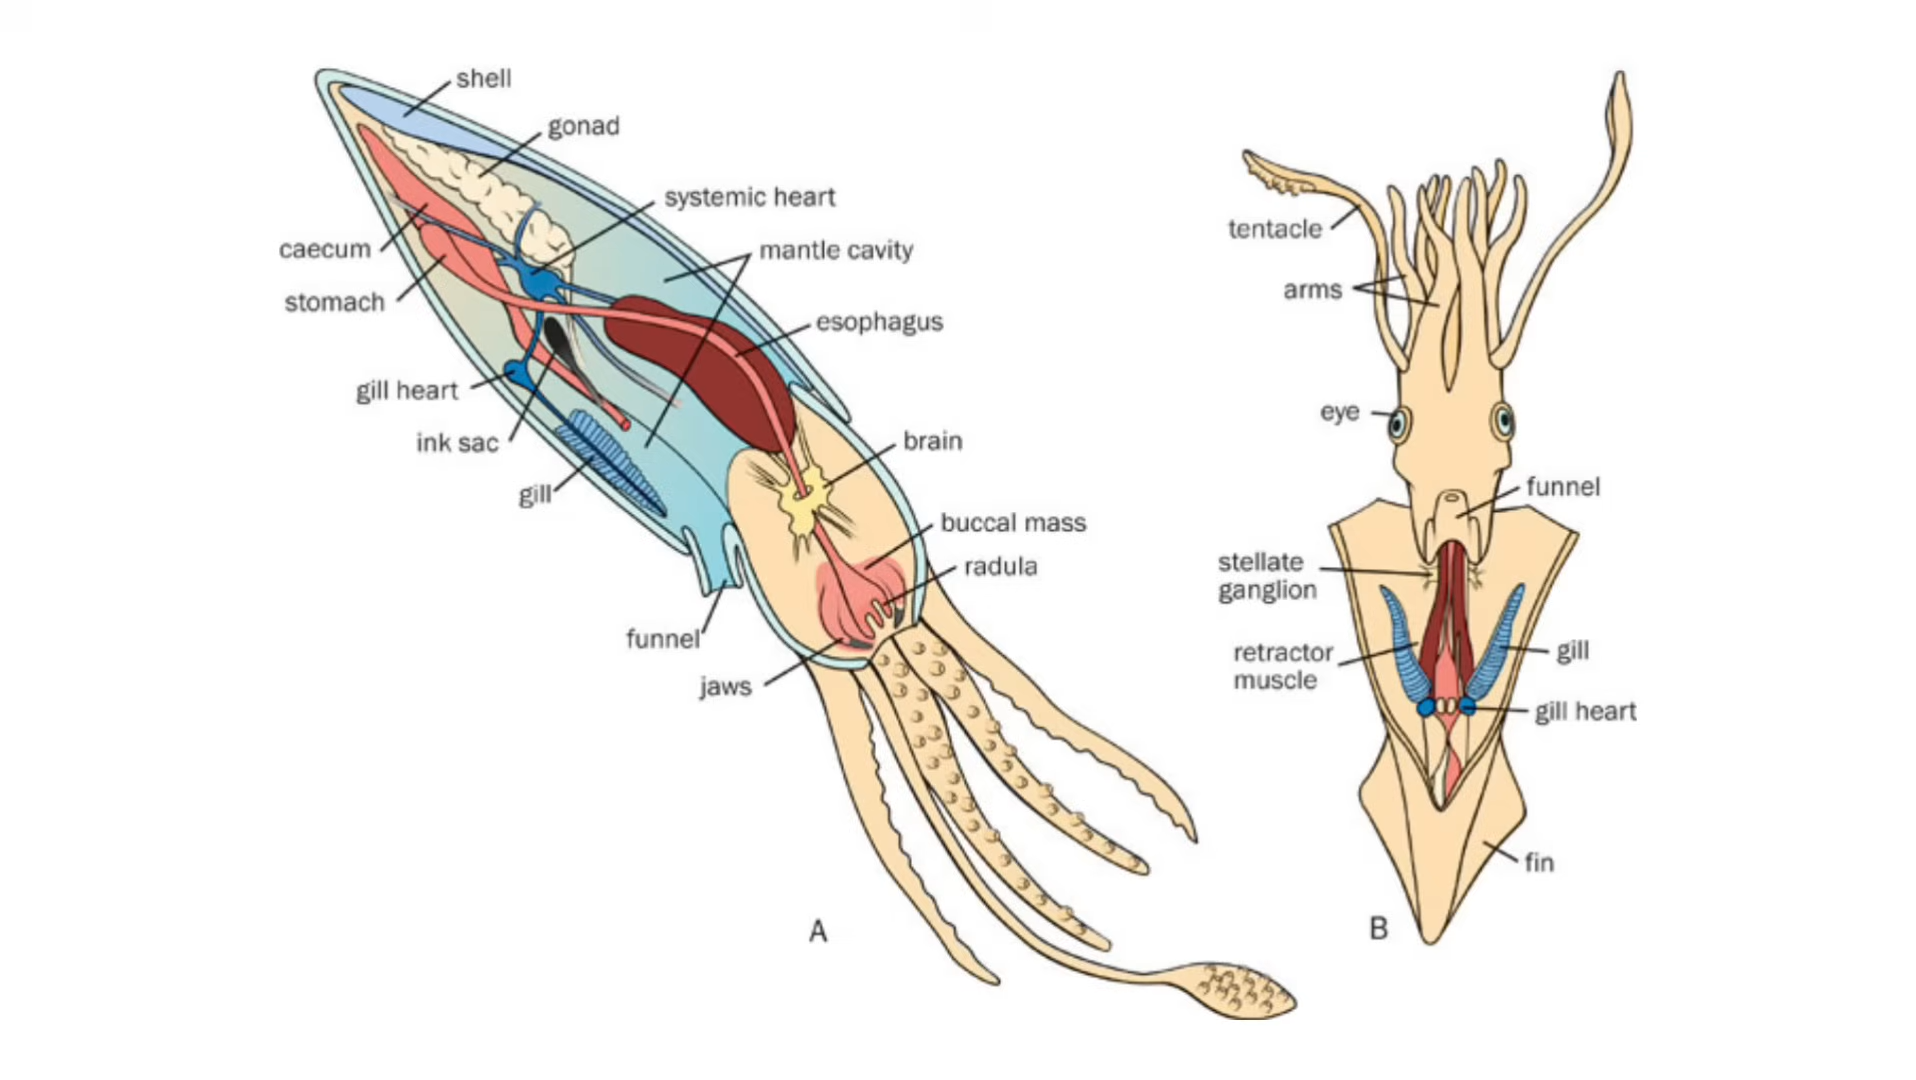 shell
gonad
systemic heart
mantle cavity
caecum
stomach
esophagus
gill heart
ink sac
gill
brain
buccal mass
radula
funnel
jaws
A
tentacle
arms
eye
funnel
stellate
ganglion
retractor
muscle
gill
gill heart
fin
B